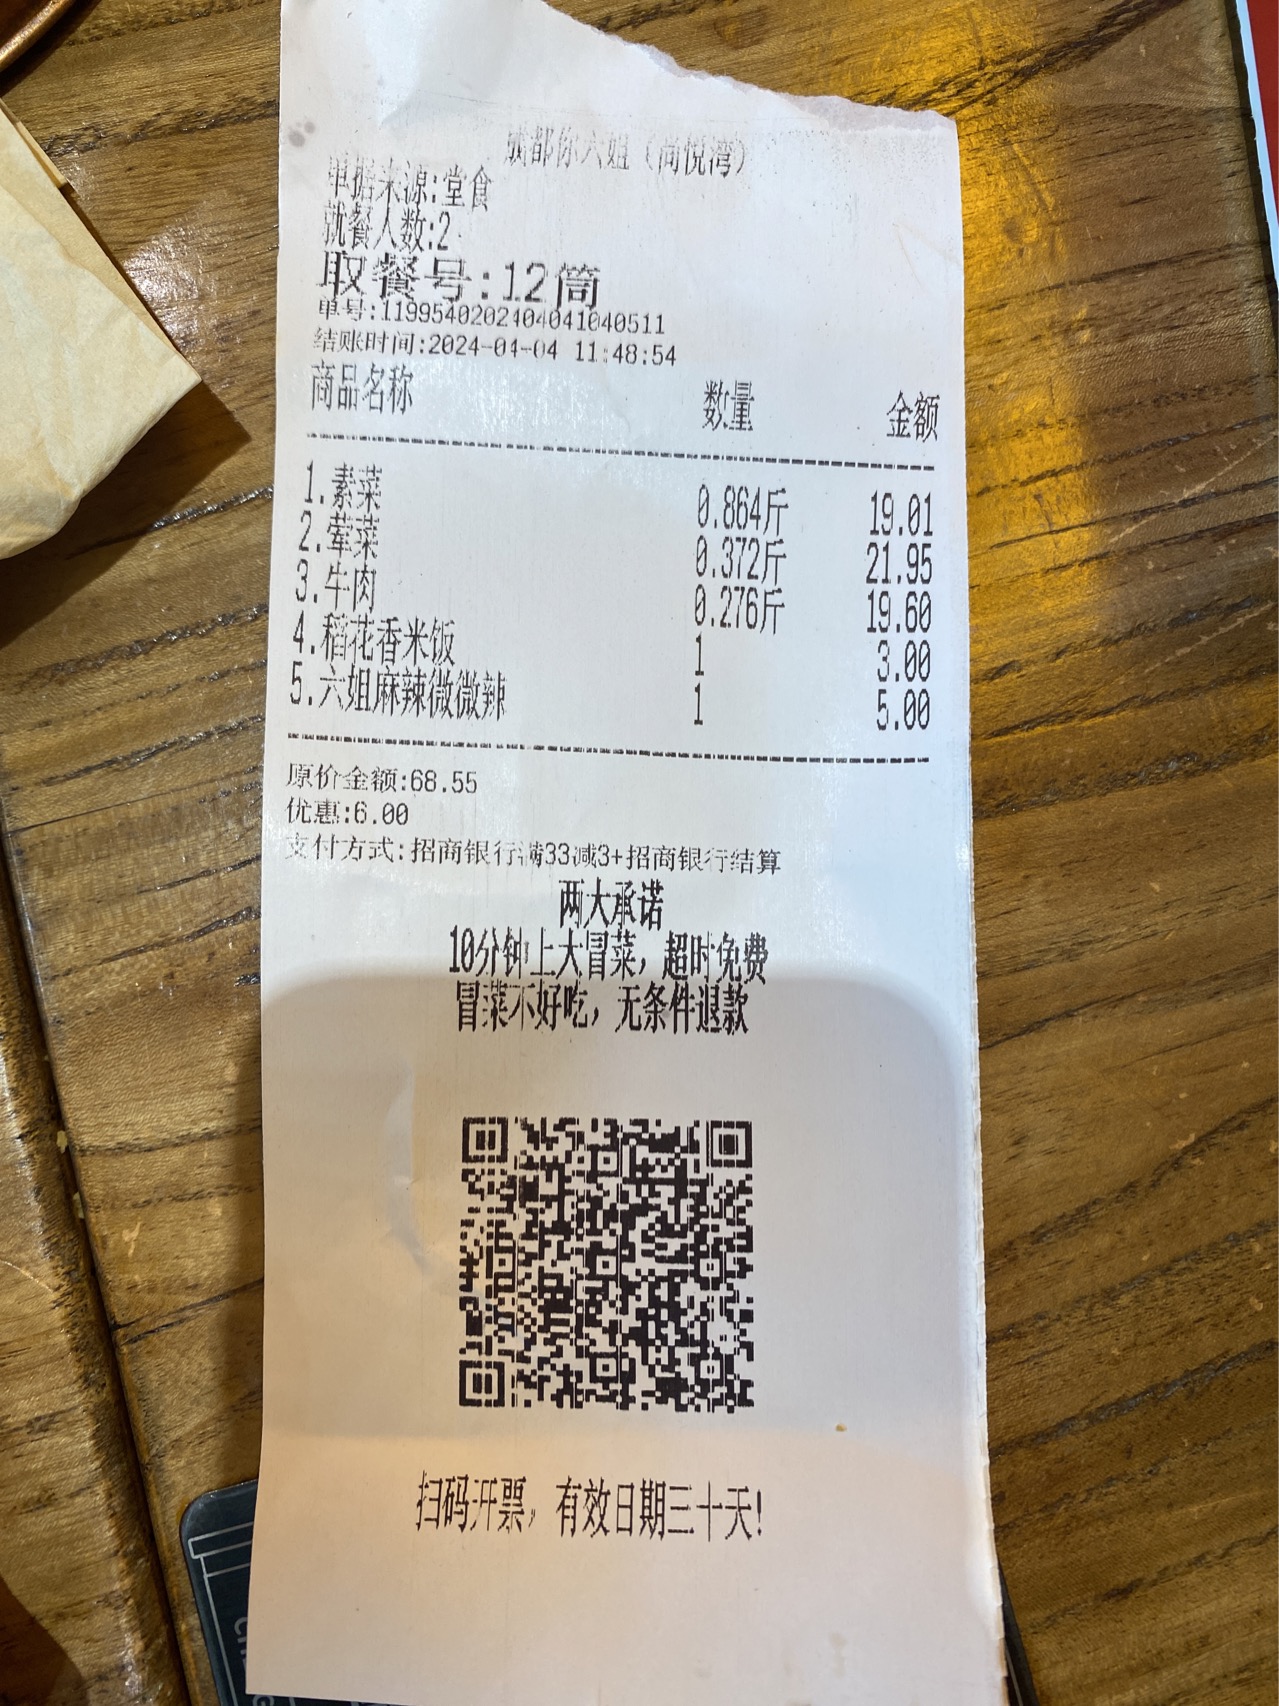 成都你六姐（尚悦湾）
单据来源:堂食
就餐人数:2
取餐号:12筒
单号:11995402024040410405​11
结账时间:2024-04-04 11:48:54
商品名称 数量 金额
1.素菜 0.864斤 19.01
2.荤菜 0.372斤 21.95
3.牛肉 0.276斤 19.60
4.稻花香米饭 1 3.00
5.六姐麻辣微微辣 1 5.00
原价金额:68.55
优惠:6.00
支付方式:招商银行满33减3+招商银行结算
两大承诺
10分钟上大冒菜，超时免费
冒菜不好吃，无条件退款
扫码开票，有效日期三十天!